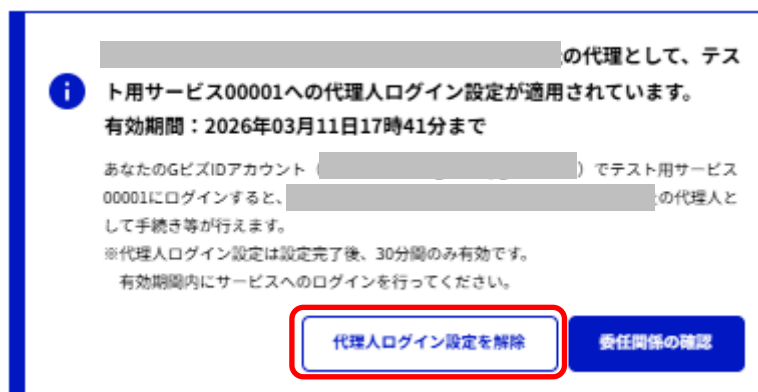 の代理として、テス
ト用サービス00001への代理人ログイン設定が適用されています。
有効期間：2026年03月11日17時41分まで
あなたのGビズIDアカウント（ ）でテスト用サービス
00001にログインすると、 の代理人と
して手続き等が行えます。
※代理人ログイン設定は設定完了後、30分間のみ有効です。
有効期間内にサービスへのログインを行ってください。
代理人ログイン設定を解除 委任関係の確認